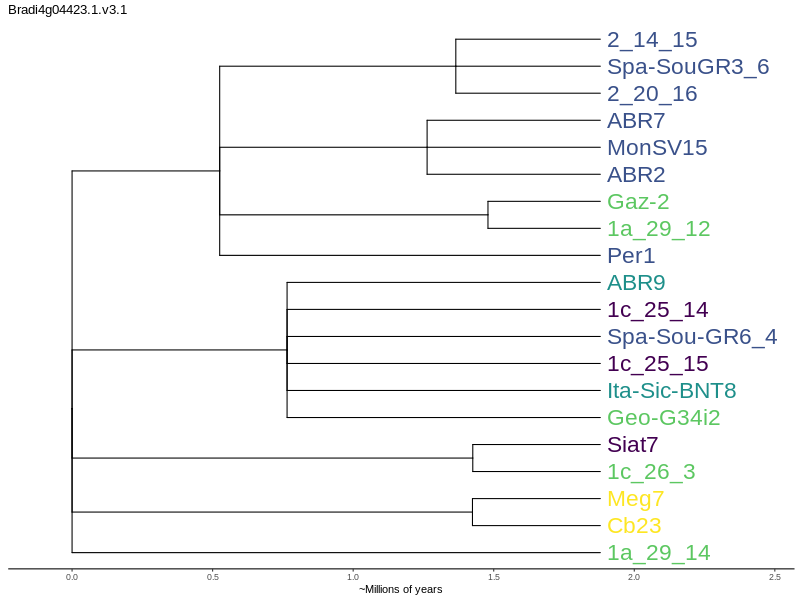 Bradi4g04423.1.v3.1
2_14_15
Spa-SouGR3_6
2_20_16
ABR7
MonSV15
ABR2
Gaz-2
1a_29_12
Per1
ABR9
1c_25_14
Spa-Sou-GR6_4
1c_25_15
Ita-Sic-BNT8
Geo-G34i2
Siat7
1c_26_3
Meg7
Cb23
1a_29_14
0.0 0.5 1.0 1.5 2.0 2.5
~Millions of years